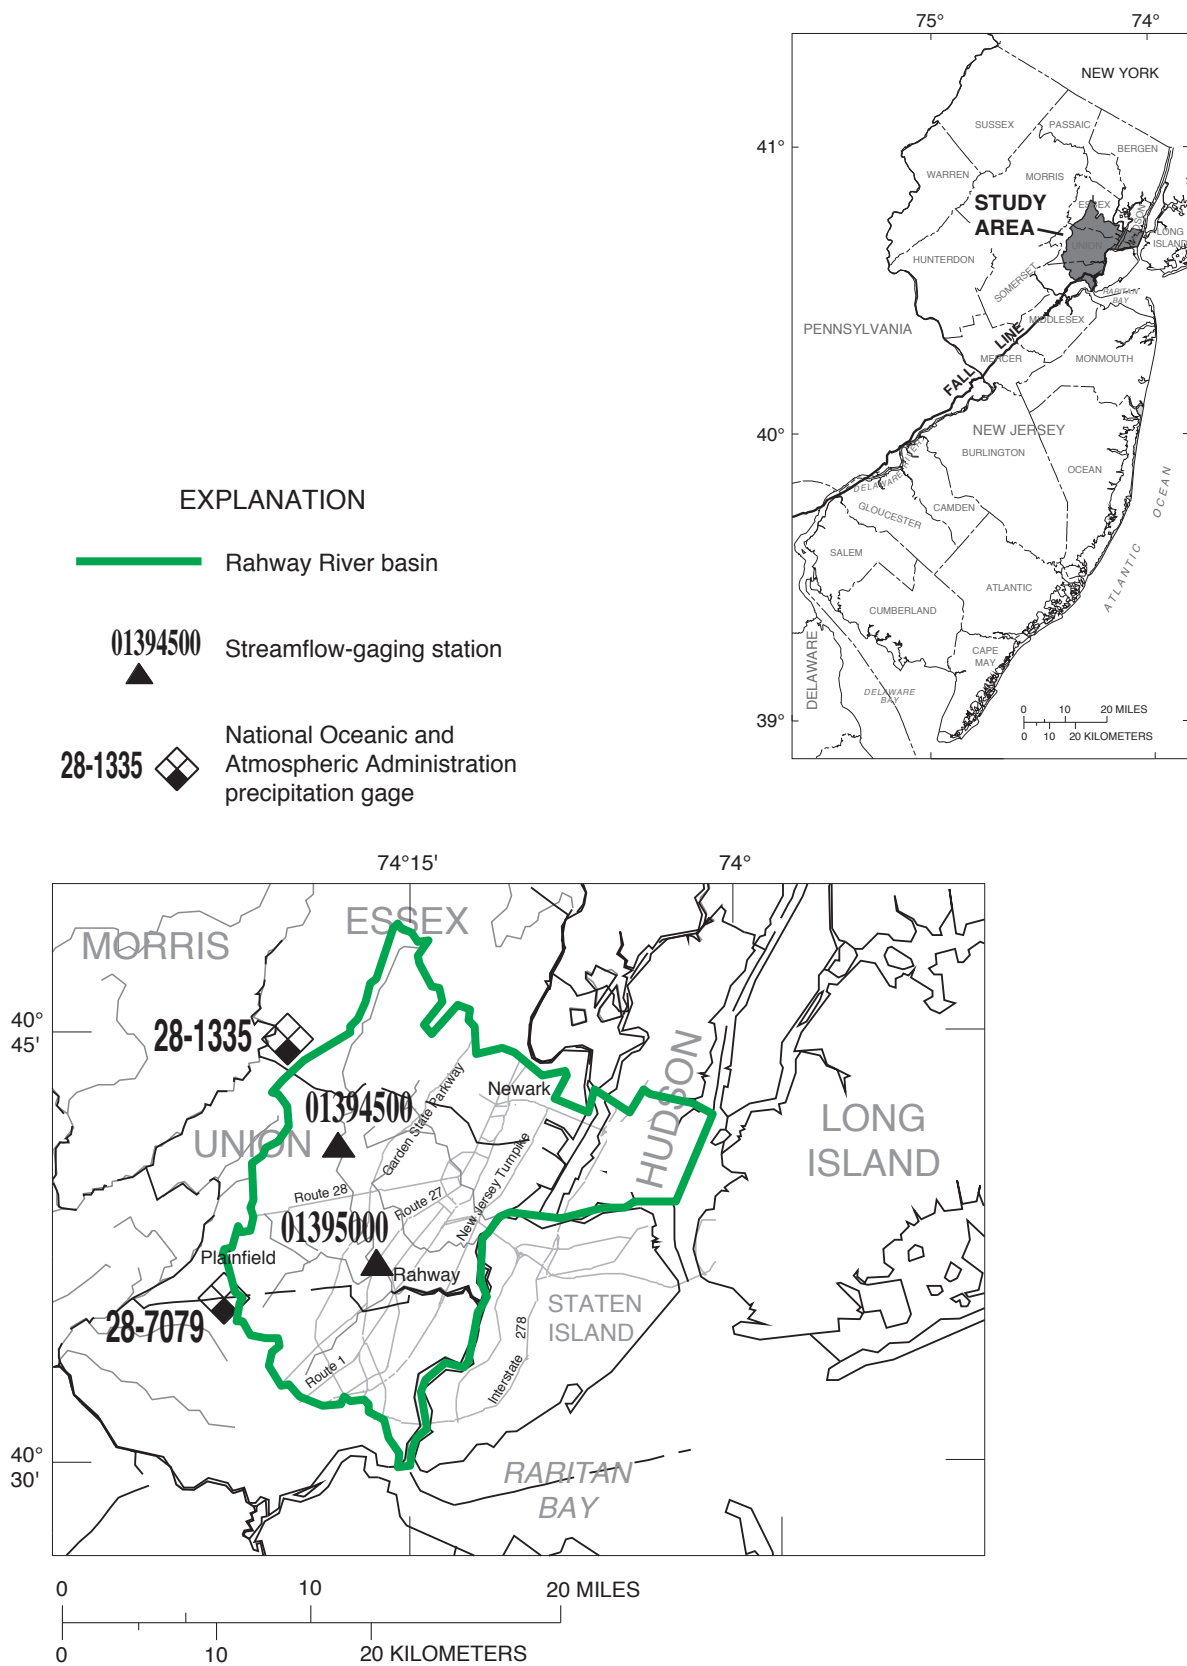 75°
74°
NEW YORK
SUSSEX
PASSAIC
41°
BERGEN
WARREN
MORRIS
STUDY
AREA
ESSEX
HUDSON
LONG
ISLAND
UNION
HUNTERDON
SOMERSET
RARITAN
BAY
MIDDLESEX
PENNSYLVANIA
FALL LINE
MERCER
MONMOUTH
40°
NEW JERSEY
BURLINGTON
OCEAN
DELAWARE RIVER
GLOUCESTER
CAMDEN
ATLANTIC OCEAN
SALEM
ATLANTIC
CUMBERLAND
CAPE
MAY
DELAWARE
DELAWARE
BAY
39°
0 10 20 MILES
0 10 20 KILOMETERS
EXPLANATION
Rahway River basin
01394500
Streamflow-gaging station
28-1335
National Oceanic and
Atmospheric Administration
precipitation gage
74°15'
74°
ESSEX
MORRIS
40°
45'
28-1335
HUDSON
Newark
01394500
Garden State Parkway
UNION
LONG
ISLAND
New Jersey Turnpike
Route 28
Route 27
01395000
Plainfield
Rahway
28-7079
STATEN
ISLAND
Interstate 278
Route 1
40°
30'
RARITAN
BAY
0 10 20 MILES
0 10 20 KILOMETERS